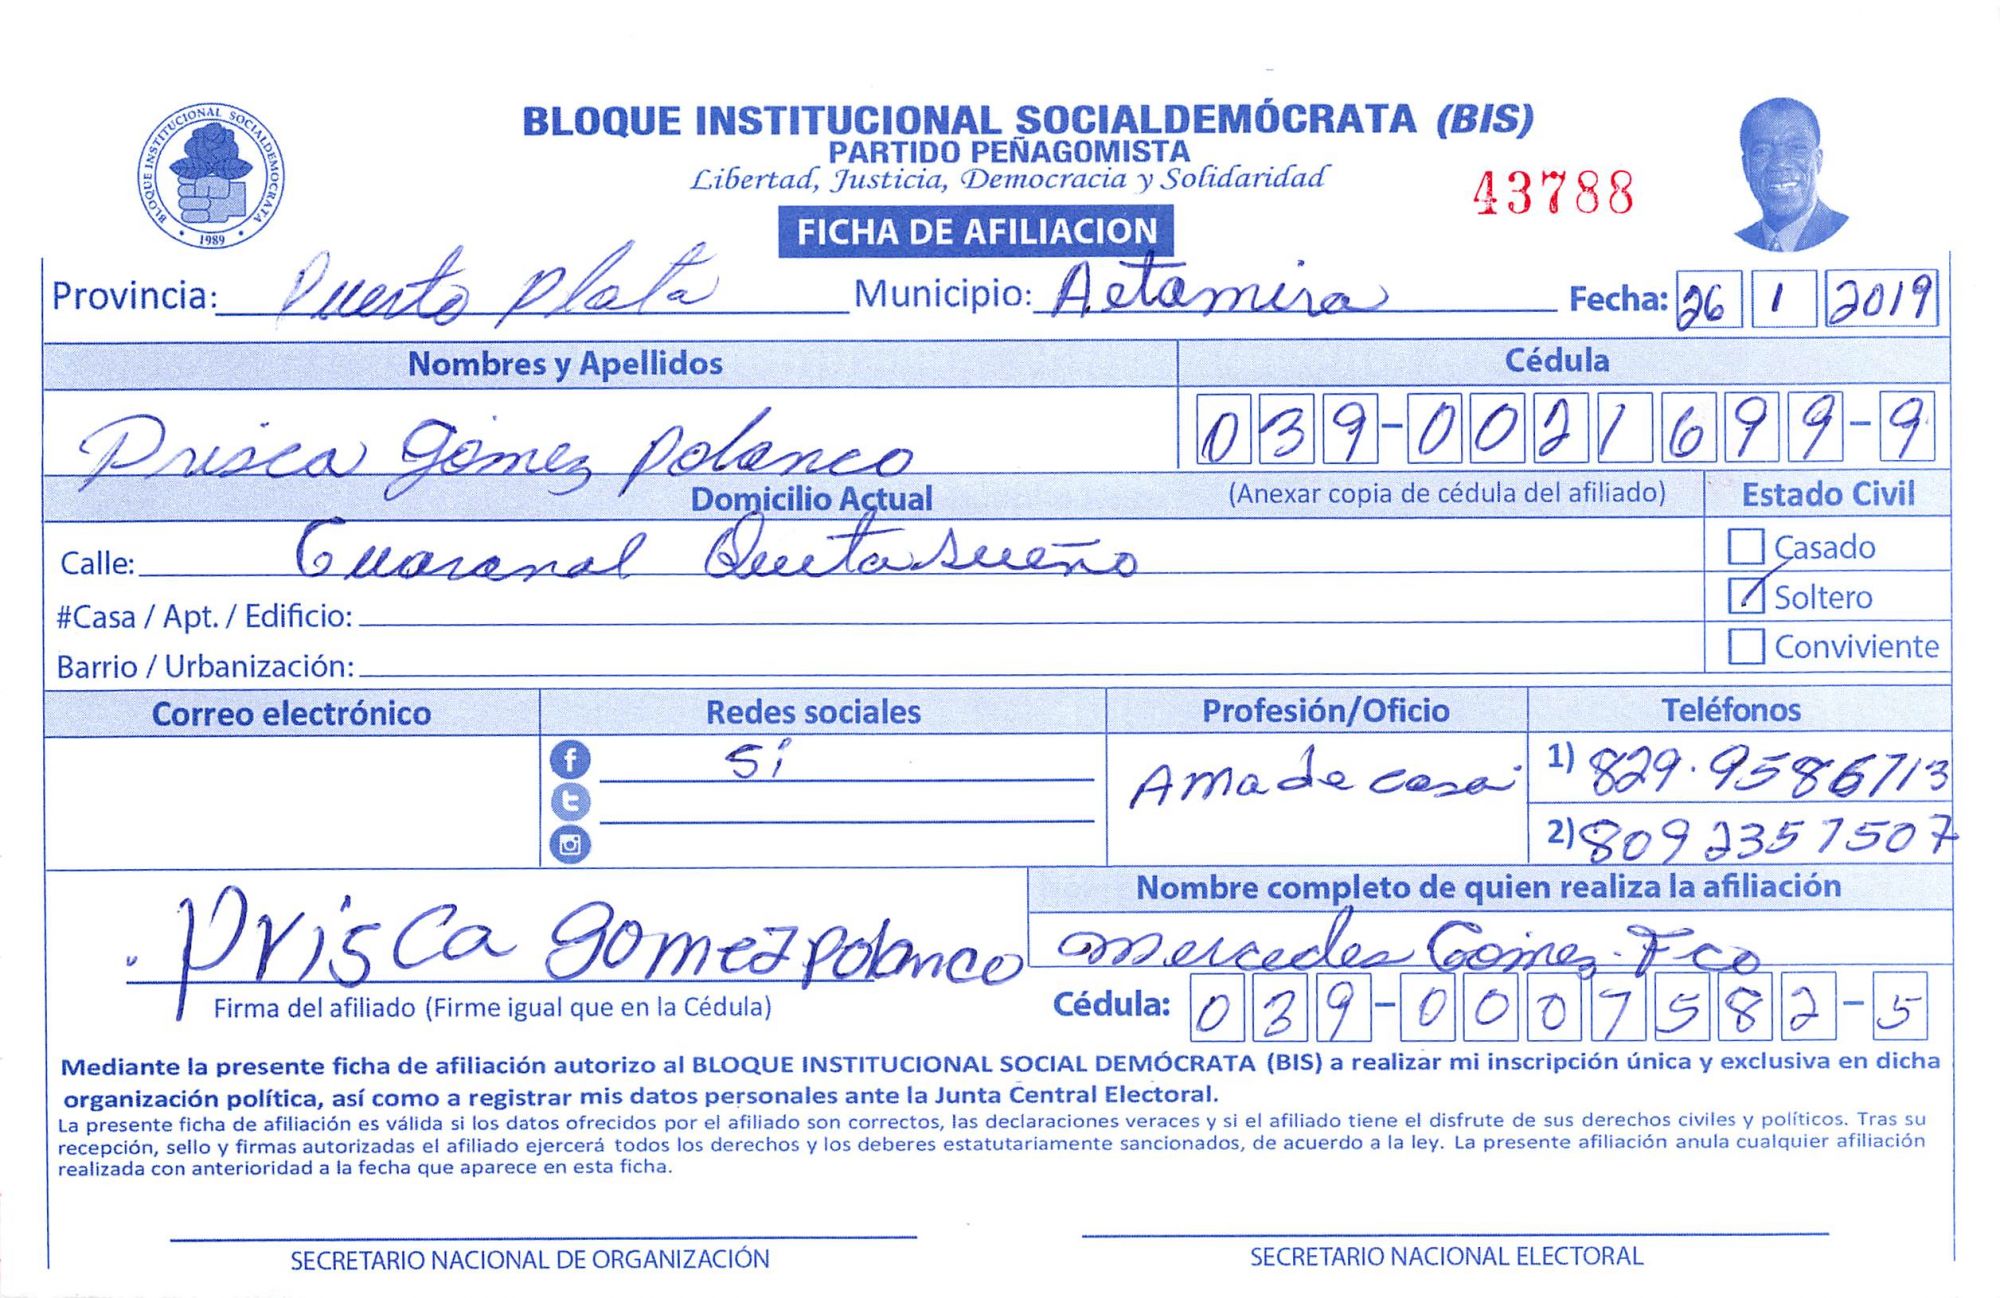 BLOQUE INSTITUCIONAL SOCIALDEMÓCRATA (BIS)
PARTIDO PEÑAGOMISTA
Libertad, Justicia, Democracia y Solidaridad
43788
BLOQUE INSTITUCIONAL SOCIALDEMOCRATA
1989
FICHA DE AFILIACION
Provincia: Puerto Plata Municipio: Altamira Fecha: 26 1 2019
Nombres y Apellidos Cédula
Prisca Gómez Polanco 039-0021699-9
Domicilio Actual (Anexar copia de cédula del afiliado) Estado Civil
Calle: Guaranal Quita Sueño
Casado
Soltero
Conviviente
#Casa / Apt. / Edificio:
Barrio / Urbanización:
Correo electrónico Redes sociales Profesión/Oficio Teléfonos
Si Ama de casa 1) 829-9586713
2) 809 2357507
Nombre completo de quien realiza la afiliación
Prisca gomez polanco Mercedes Gómez Fco
Firma del afiliado (Firme igual que en la Cédula) Cédula: 039-0007582-5
Mediante la presente ficha de afiliación autorizo al BLOQUE INSTITUCIONAL SOCIAL DEMÓCRATA (BIS) a realizar mi inscripción única y exclusiva en dicha
organización política, así como a registrar mis datos personales ante la Junta Central Electoral.
La presente ficha de afiliación es válida si los datos ofrecidos por el afiliado son correctos, las declaraciones veraces y si el afiliado tiene el disfrute de sus derechos civiles y políticos. Tras su
recepción, sello y firmas autorizadas el afiliado ejercerá todos los derechos y los deberes estatutariamente sancionados, de acuerdo a la ley. La presente afiliación anula cualquier afiliación
realizada con anterioridad a la fecha que aparece en esta ficha.
SECRETARIO NACIONAL DE ORGANIZACIÓN SECRETARIO NACIONAL ELECTORAL